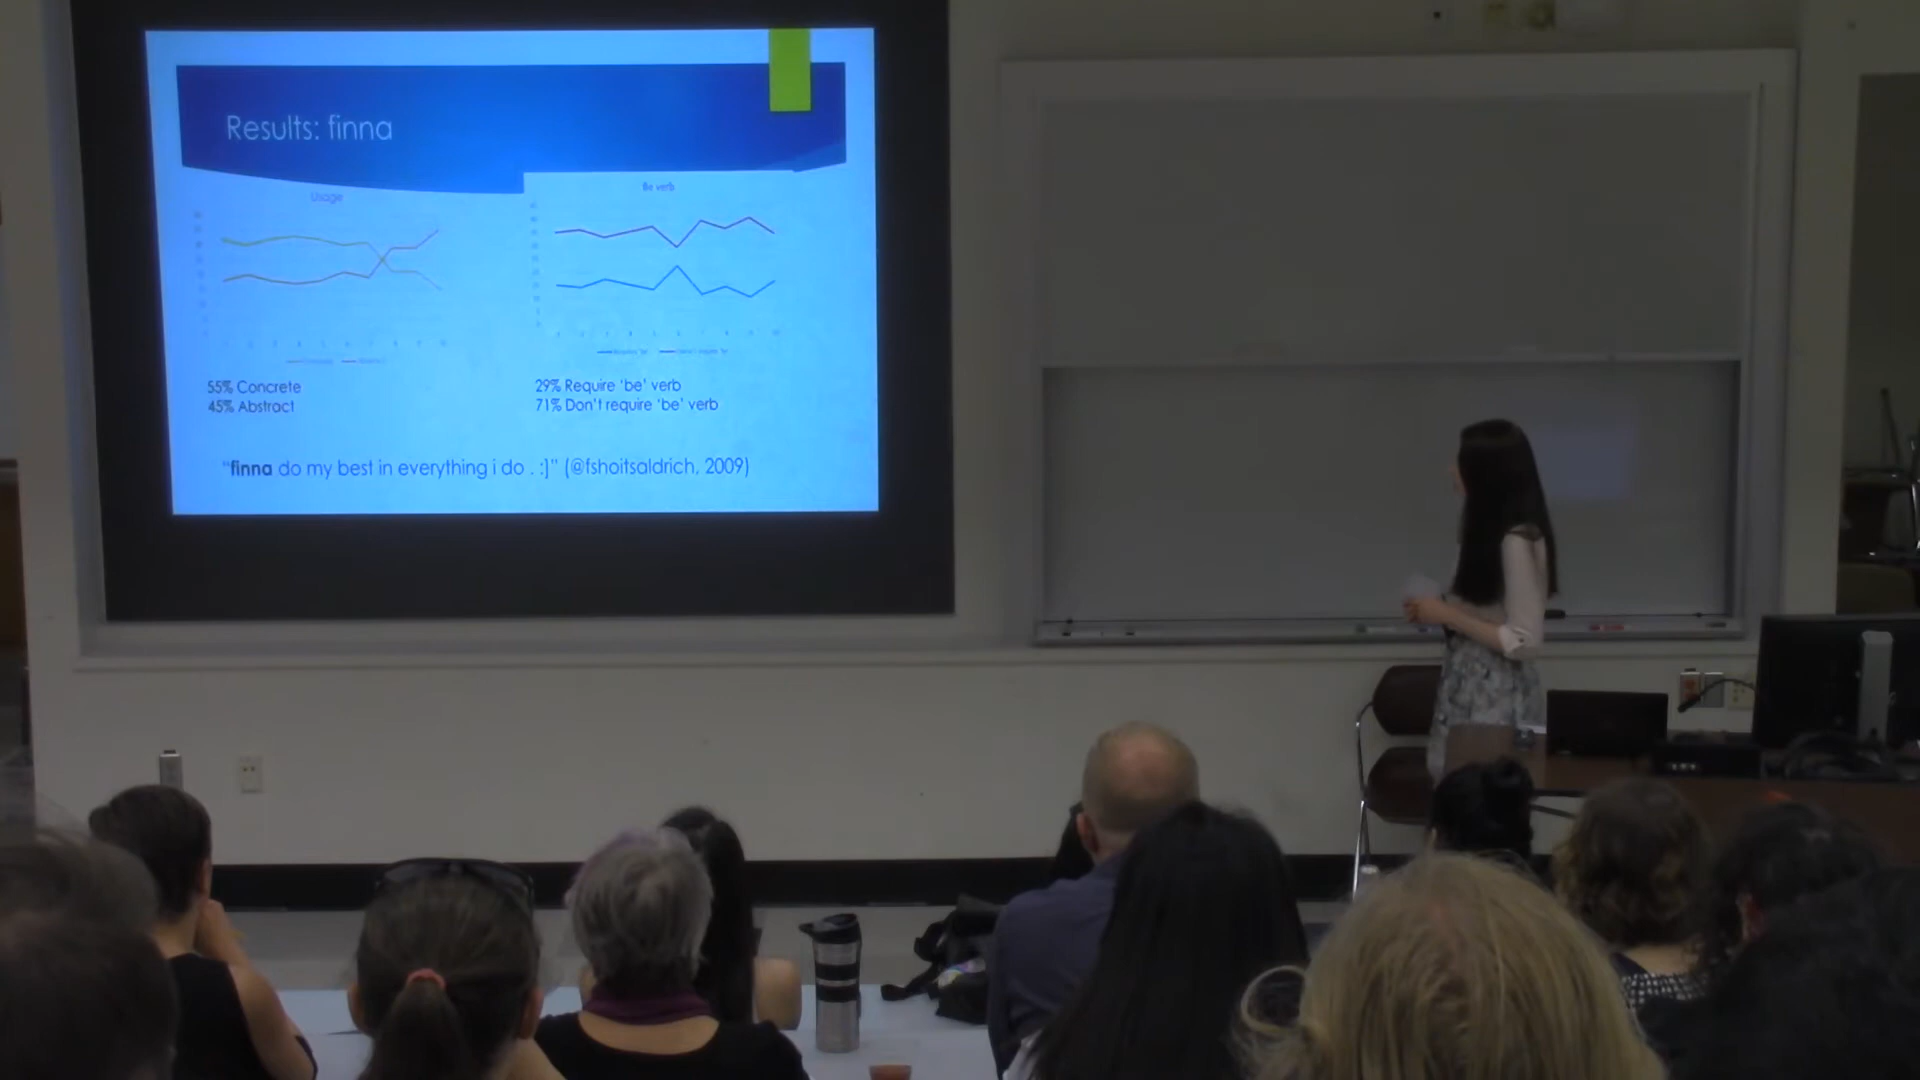 Results: finna
Usage
Be verb
55% Concrete
45% Abstract
29% Require ‘be’ verb
71% Don’t require ‘be’ verb
“finna do my best in everything i do . :]” (@fshoitsaldrich, 2009)